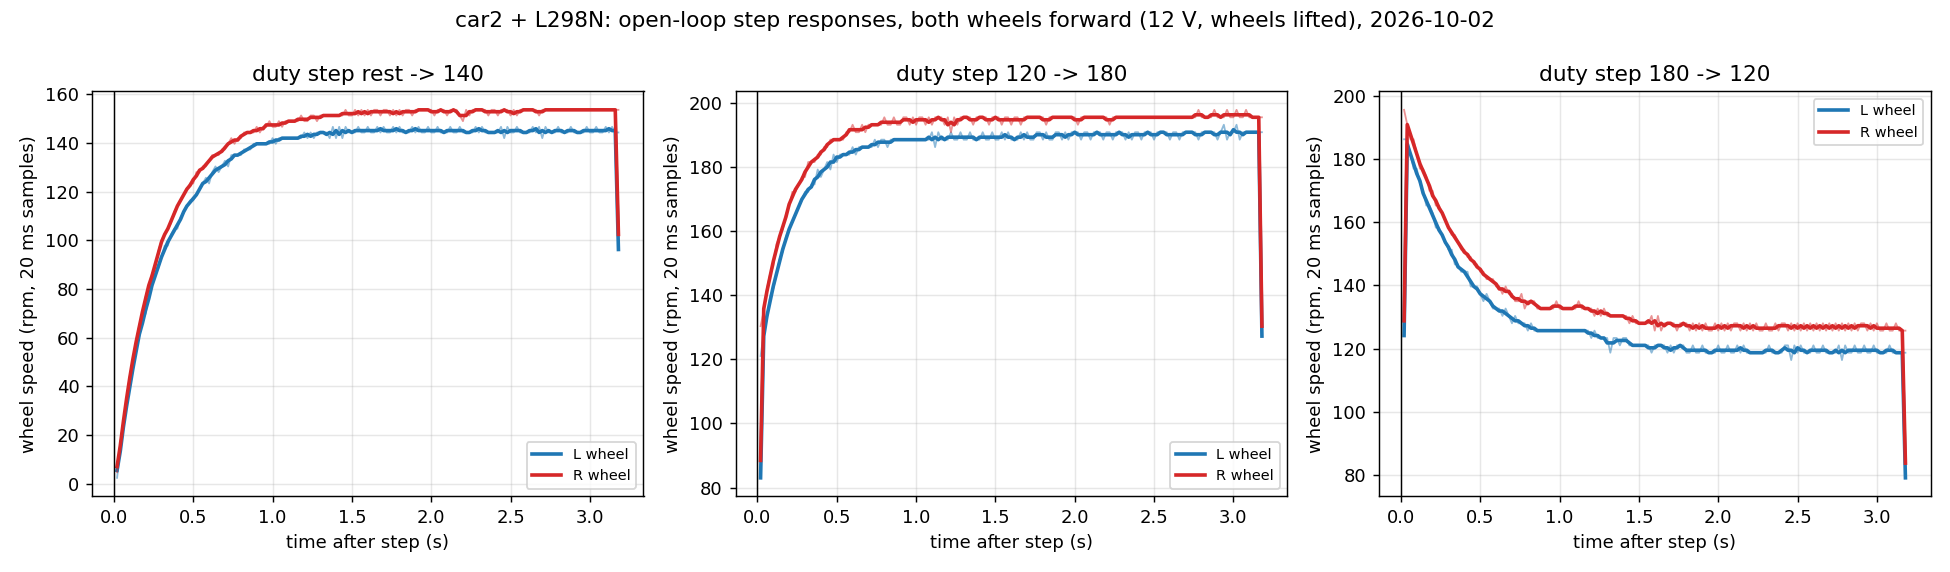 car2 + L298N: open-loop step responses, both wheels forward (12 V, wheels lifted), 2026-10-02
duty step rest -> 140
wheel speed (rpm, 20 ms samples)
160
140
120
100
80
60
40
20
0
L wheel
R wheel
0.0 0.5 1.0 1.5 2.0 2.5 3.0
time after step (s)
duty step 120 -> 180
wheel speed (rpm, 20 ms samples)
200
180
160
140
120
100
80
L wheel
R wheel
0.0 0.5 1.0 1.5 2.0 2.5 3.0
time after step (s)
duty step 180 -> 120
wheel speed (rpm, 20 ms samples)
200
180
160
140
120
100
80
L wheel
R wheel
0.0 0.5 1.0 1.5 2.0 2.5 3.0
time after step (s)